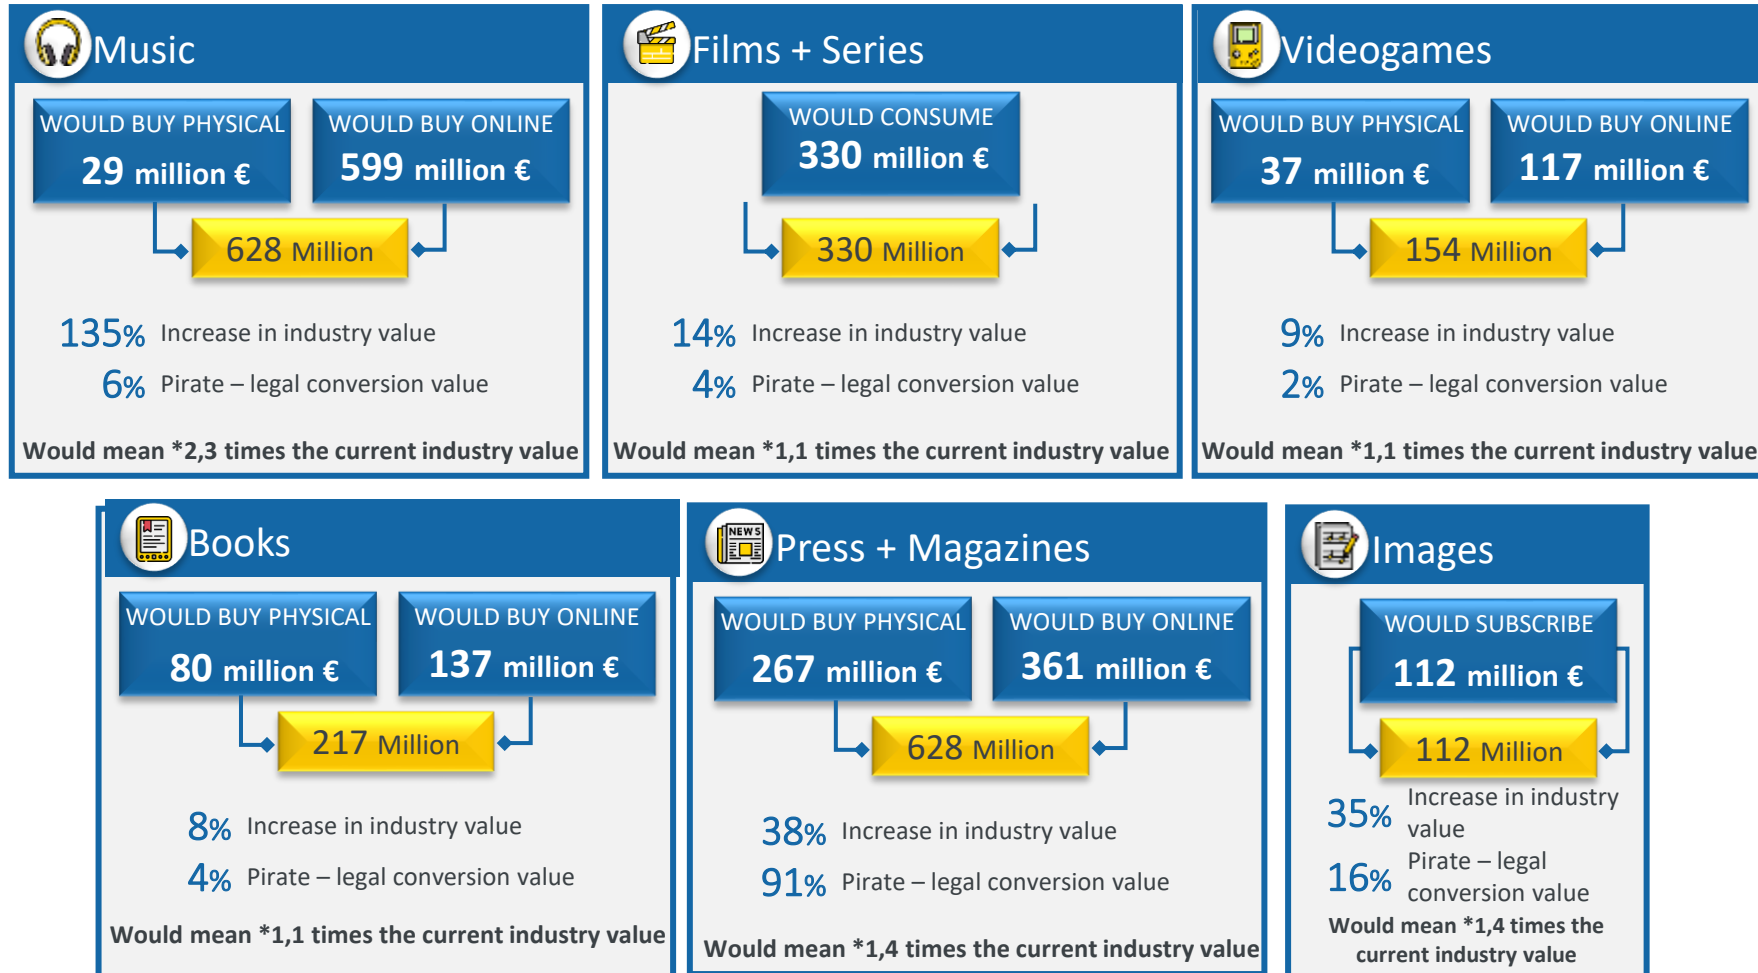 Music
WOULD BUY PHYSICAL
29 million €
WOULD BUY ONLINE
599 million €
628 Million
135% Increase in industry value
6% Pirate – legal conversion value
Would mean *2,3 times the current industry value
Films + Series
WOULD CONSUME
330 million €
330 Million
14% Increase in industry value
4% Pirate – legal conversion value
Would mean *1,1 times the current industry value
Videogames
WOULD BUY PHYSICAL
37 million €
WOULD BUY ONLINE
117 million €
154 Million
9% Increase in industry value
2% Pirate – legal conversion value
Would mean *1,1 times the current industry value
Books
WOULD BUY PHYSICAL
80 million €
WOULD BUY ONLINE
137 million €
217 Million
8% Increase in industry value
4% Pirate – legal conversion value
Would mean *1,1 times the current industry value
NEWS
Press + Magazines
WOULD BUY PHYSICAL
267 million €
WOULD BUY ONLINE
361 million €
628 Million
38% Increase in industry value
91% Pirate – legal conversion value
Would mean *1,4 times the current industry value
Images
WOULD SUBSCRIBE
112 million €
112 Million
35% Increase in industry
value
16% Pirate – legal
conversion value
Would mean *1,4 times the
current industry value